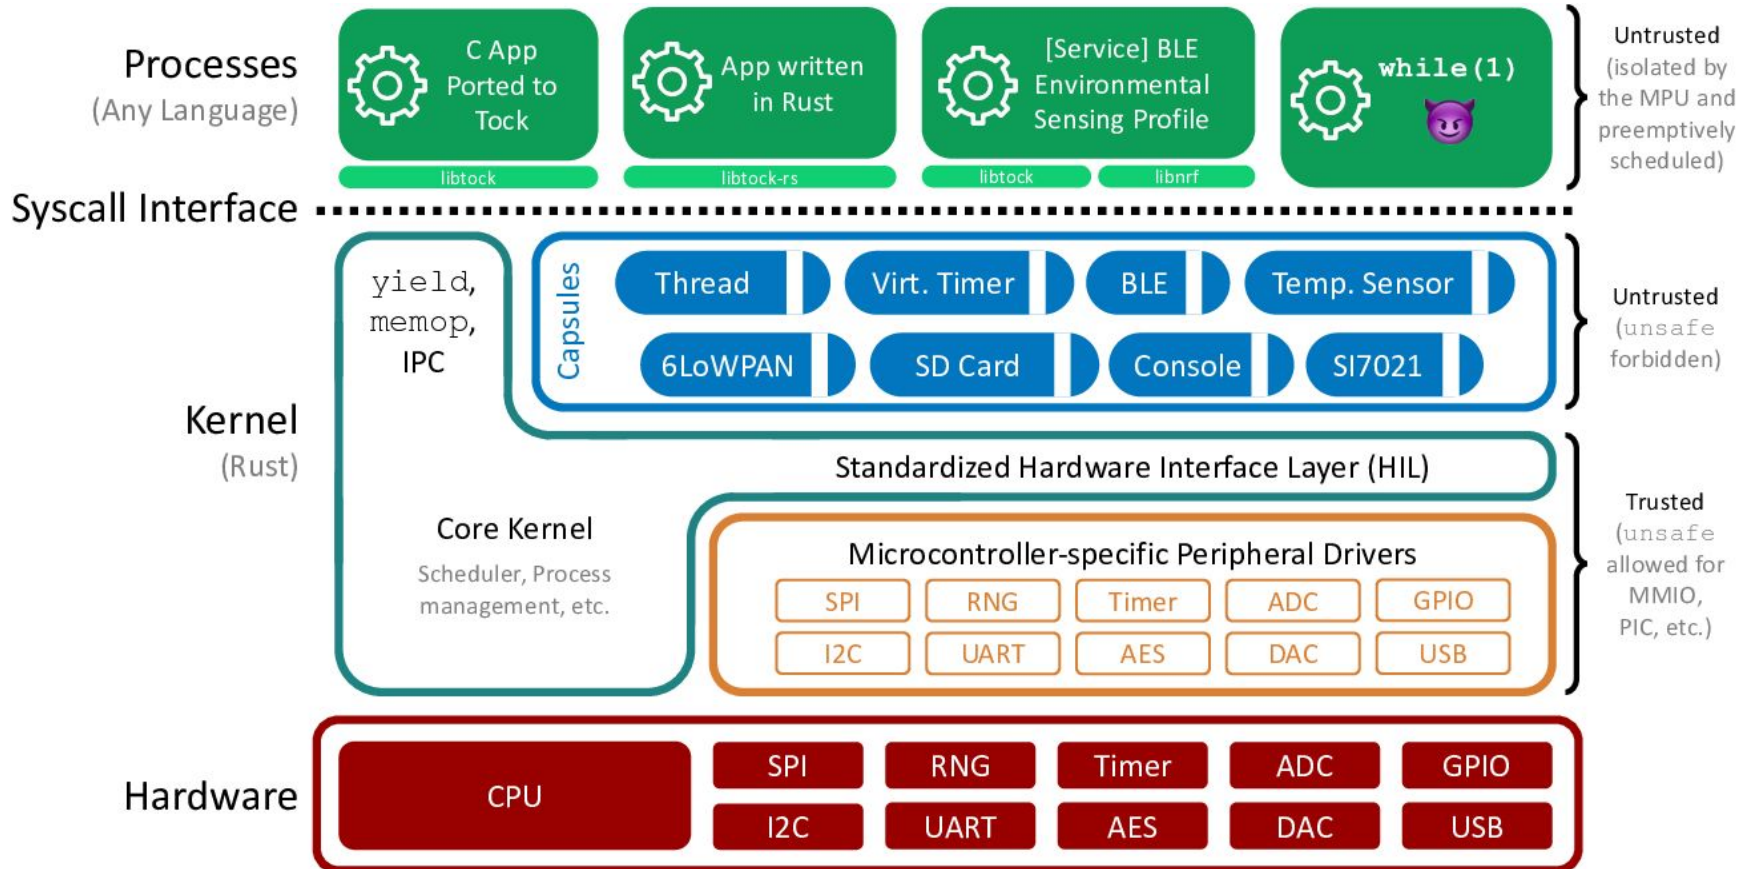 Processes
(Any Language)
C App
Ported to
Tock
libtock
App written
in Rust
libtock-rs
[Service] BLE
Environmental
Sensing Profile
libtock
libnrf
while(1)
Untrusted
(isolated by
the MPU and
preemptively
scheduled)
Syscall Interface
Kernel
(Rust)
yield,
memop,
IPC
Capsules
Thread
Virt. Timer
BLE
Temp. Sensor
6LoWPAN
SD Card
Console
SI7021
Untrusted
(unsafe
forbidden)
Standardized Hardware Interface Layer (HIL)
Core Kernel
Scheduler, Process
management, etc.
Microcontroller-specific Peripheral Drivers
SPI
RNG
Timer
ADC
GPIO
I2C
UART
AES
DAC
USB
Trusted
(unsafe
allowed for
MMIO,
PIC, etc.)
Hardware
CPU
SPI
RNG
Timer
ADC
GPIO
I2C
UART
AES
DAC
USB